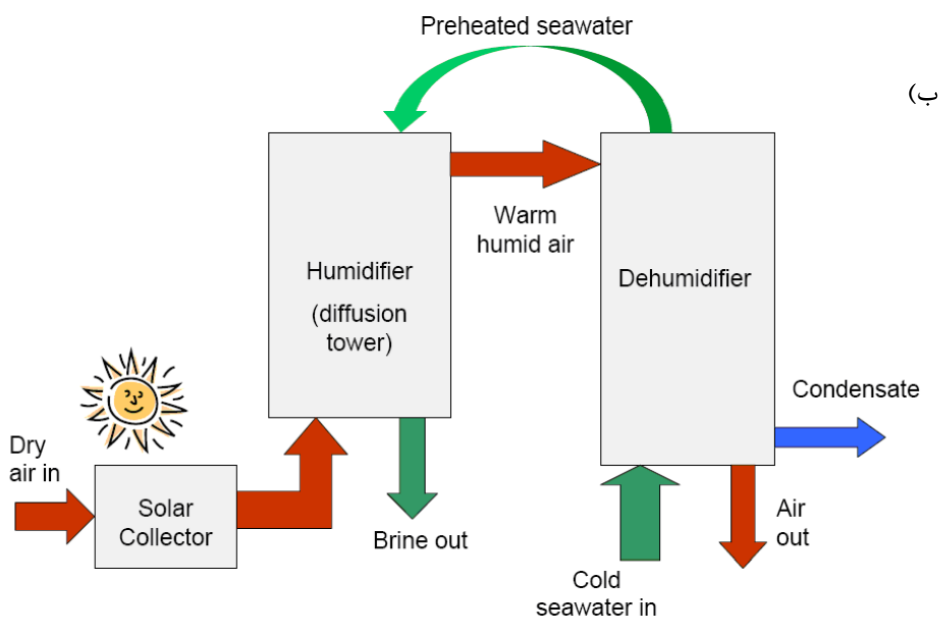 Preheated seawater
ب)
Warm
humid air
Humidifier
(diffusion
tower)
Dehumidifier
Condensate
Dry
air in
Solar
Collector
Brine out
Air
out
Cold
seawater in